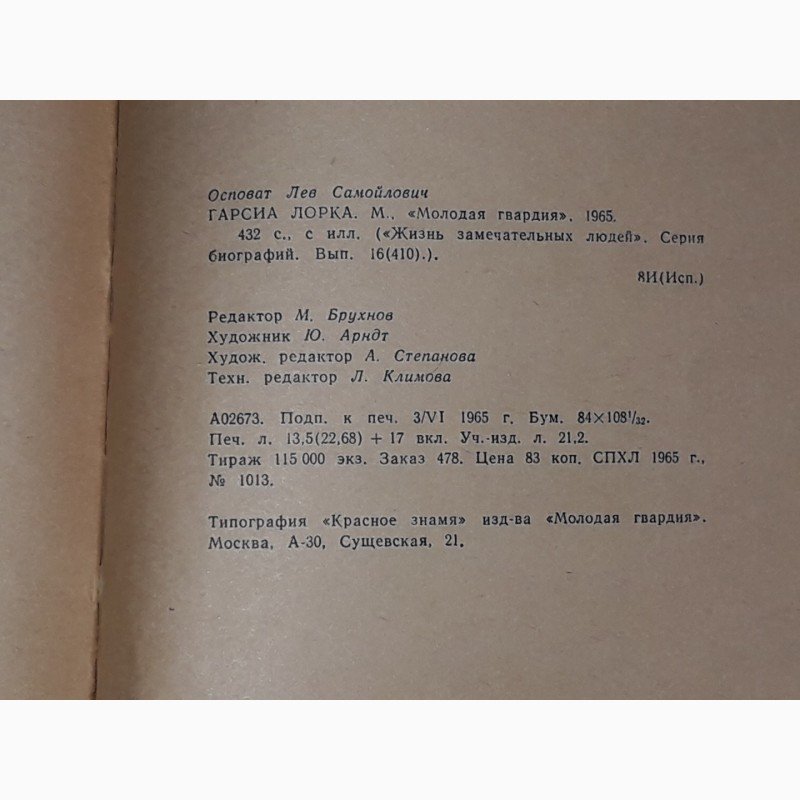 Осповат Лев Самойлович
ГАРСИА ЛОРКА. М., «Молодая гвардия», 1965.
432 с., с илл. («Жизнь замечательных людей». Серия
биографий. Вып. 16(410).).
8И(Исп.)
Редактор М. Брухнов
Художник Ю. Арндт
Худож. редактор А. Степанова
Техн. редактор Л. Климова
А02673. Подп. к печ. 3/VI 1965 г. Бум. 84×108¹/₃₂.
Печ. л. 13,5(22,68) + 17 вкл. Уч.-изд. л. 21,2.
Тираж 115 000 экз. Заказ 478. Цена 83 коп. СПХЛ 1965 г.,
№ 1013.
Типография «Красное знамя» изд-ва «Молодая гвардия».
Москва, А-30, Сущевская, 21.